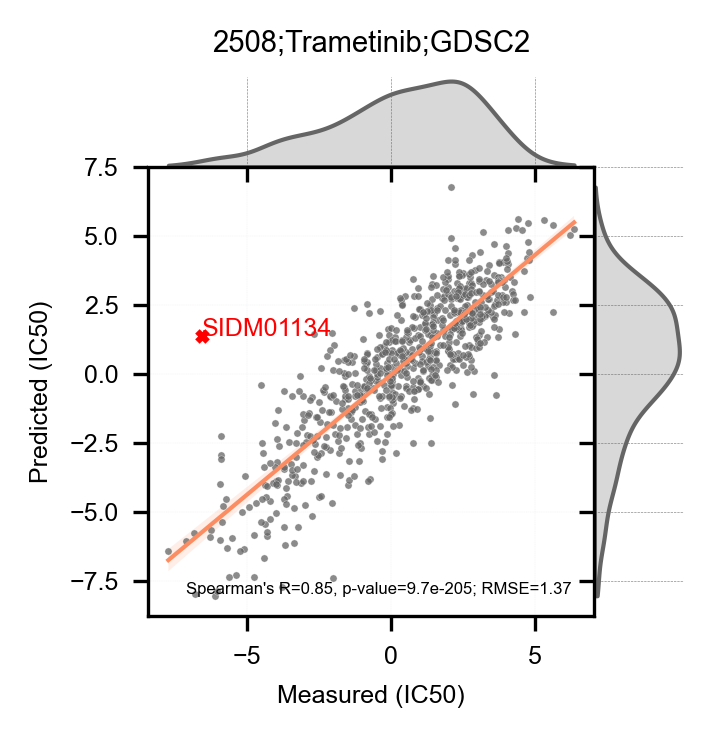 2508;Trametinib;GDSC2
7.5
5.0
2.5
0.0
−2.5
−5.0
−7.5
Predicted (IC50)
SIDM01134
Spearman's R=0.85, p-value=9.7e-205; RMSE=1.37
−5
0
5
Measured (IC50)